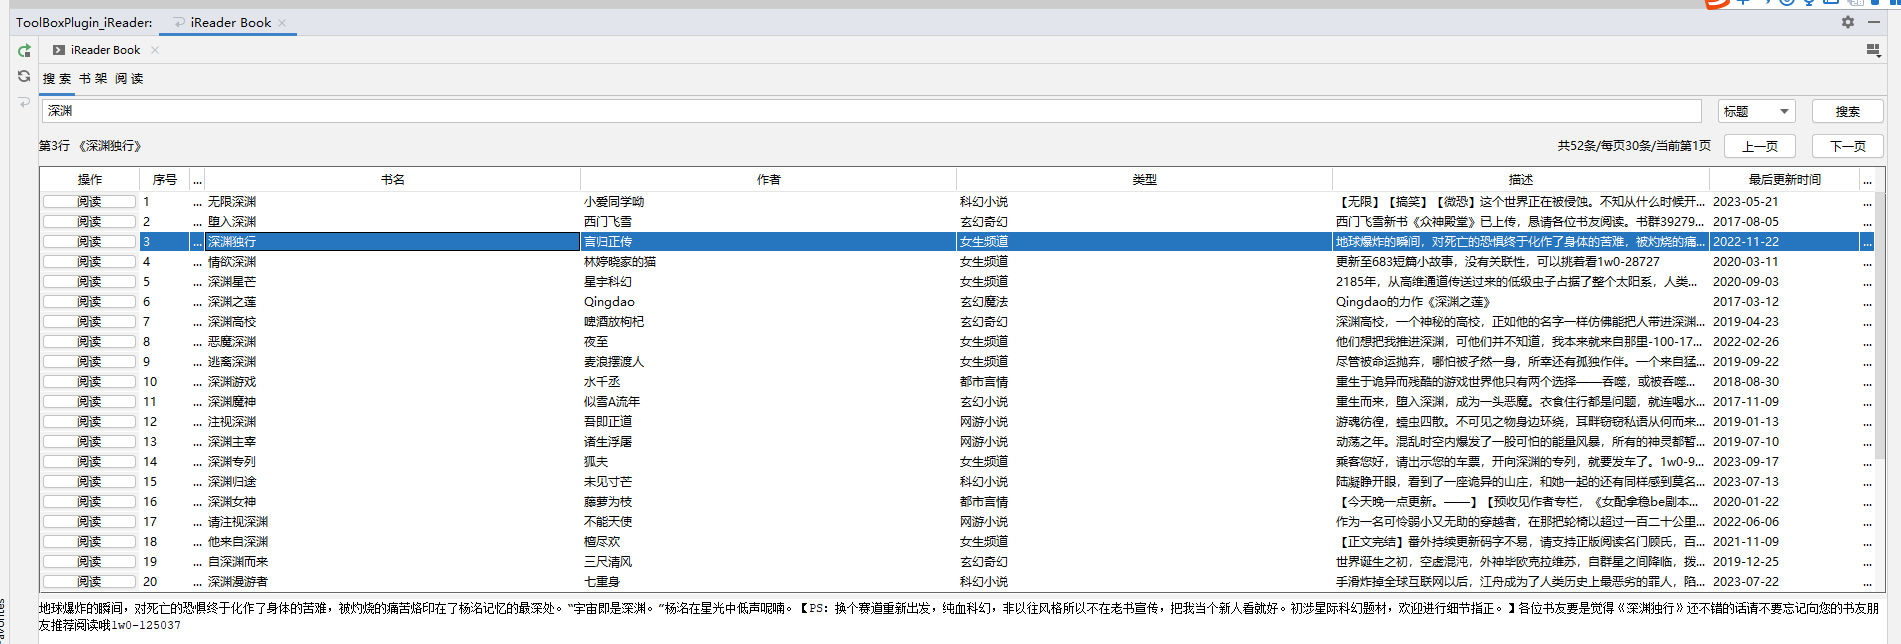 ToolBoxPlugin_iReader: iReader Book
iReader Book
搜索 书架 阅读
深渊 标题 搜索
第3行 《深渊独行》 共52条/每页30条/当前第1页 上一页 下一页
操作 序号 ... 书名 作者 类型 描述 最后更新时间 ...
阅读 1 ... 无限深渊 小爱同学呦 科幻小说 【无限】【搞笑】【微恐】这个世界正在被侵蚀。不知从什么时候开... 2023-05-21 ...
阅读 2 ... 堕入深渊 西门飞雪 玄幻奇幻 西门飞雪新书《众神殿堂》已上传，恳请各位书友阅读。书群39279... 2017-08-05 ...
阅读 3 ... 深渊独行 言归正传 女生频道 地球爆炸的瞬间，对死亡的恐惧终于化作了身体的苦难，被灼烧的痛... 2022-11-22 ...
阅读 4 ... 情欲深渊 林婷晓家的猫 女生频道 更新至683短篇小故事，没有关联性，可以挑着看1w0-28727 2020-03-11 ...
阅读 5 ... 深渊星芒 星宇科幻 女生频道 2185年，从高维通道传送过来的低级虫子占据了整个太阳系，人类... 2020-09-03 ...
阅读 6 ... 深渊之莲 Qingdao 玄幻魔法 Qingdao的力作《深渊之莲》 2017-03-12 ...
阅读 7 ... 深渊高校 啤酒放枸杞 玄幻奇幻 深渊高校，一个神秘的高校，正如他的名字一样仿佛能把人带进深渊... 2019-04-23 ...
阅读 8 ... 恶魔深渊 夜至 女生频道 他们想把我推进深渊，可他们并不知道，我本来就来自那里-100-17... 2022-02-26 ...
阅读 9 ... 逃离深渊 麦浪摆渡人 女生频道 尽管被命运抛弃，哪怕被孑然一身，所幸还有孤独作伴。一个来自猛... 2019-09-22 ...
阅读 10 ... 深渊游戏 水千丞 都市言情 重生于诡异而残酷的游戏世界他只有两个选择——吞噬，或被吞噬... 2018-08-30 ...
阅读 11 ... 深渊魔神 似雪A流年 玄幻小说 重生而来，堕入深渊，成为一头恶魔。衣食住行都是问题，就连喝水... 2017-11-09 ...
阅读 12 ... 注视深渊 吾即正道 网游小说 游魂彷徨，蠕虫四散。不可见之物身边环绕，耳畔窃窃私语从何而来... 2019-01-13 ...
阅读 13 ... 深渊主宰 诸生浮屠 网游小说 动荡之年。混乱时空内爆发了一股可怕的能量风暴，所有的神灵都暂... 2019-07-10 ...
阅读 14 ... 深渊专列 狐夫 女生频道 乘客您好，请出示您的车票，开向深渊的专列，就要发车了。1w0-9... 2023-09-17 ...
阅读 15 ... 深渊归途 未见寸芒 科幻小说 陆凝睁开眼，看到了一座诡异的山庄，和她一起的还有同样感到莫名... 2023-07-13 ...
阅读 16 ... 深渊女神 藤萝为枝 都市言情 【今天晚一点更新。——】【预收见作者专栏，《女配拿稳be剧本... 2020-01-22 ...
阅读 17 ... 请注视深渊 不能天使 网游小说 作为一名可怜弱小又无助的穿越者，在那把轮椅以超过一百二十公里... 2022-06-06 ...
阅读 18 ... 他来自深渊 楦尽欢 女生频道 【正文完结】番外持续更新码字不易，请支持正版阅读名门顾氏，百... 2021-11-09 ...
阅读 19 ... 自深渊而来 三尺清风 玄幻奇幻 世界诞生之初，空虚混沌，外神毕欧克拉维苏，自群星之间降临，拨... 2019-12-25 ...
阅读 20 ... 深渊漫游者 七重身 科幻小说 手滑炸掉全球互联网以后，江舟成为了人类历史上最恶劣的罪人，陷... 2023-07-22 ...
地球爆炸的瞬间，对死亡的恐惧终于化作了身体的苦难，被灼烧的痛苦烙印在了杨洺记忆的最深处。“宇宙即是深渊。”杨洺在星光中低声呢喃。【PS：换个赛道重新出发，纯血科幻，非以往风格所以不在老书宣传，把我当个新人看就好。初涉星际科幻题材，欢迎进行细节指正。】各位书友要是觉得《深渊独行》还不错的话请不要忘记向您的书友朋
友推荐阅读哦1w0-125037